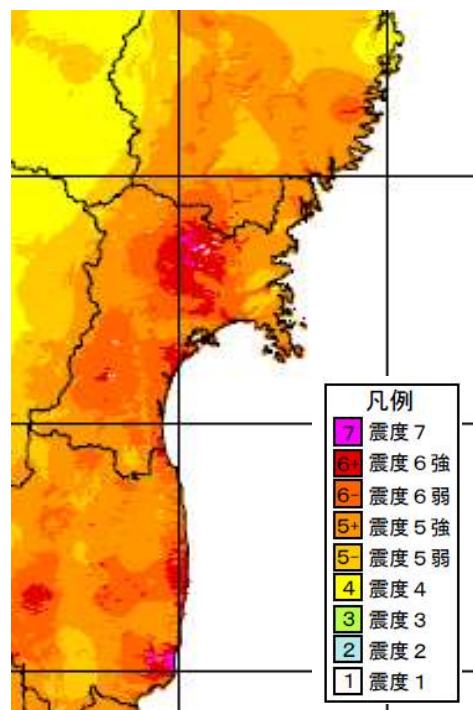 凡例
7 震度7
6+ 震度6強
6- 震度6弱
5+ 震度5強
5- 震度5弱
4 震度4
3 震度3
2 震度2
1 震度1